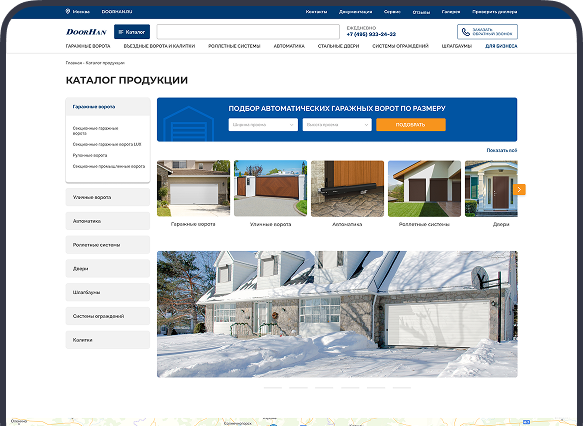 Москва DOORHAN.RU Контакты Документация Сервис Отзывы Галерея Проверить диллера
DOORHAN Каталог ЕЖЕДНЕВНО
+7 (495) 933-24-33 ЗАКАЗАТЬ
ОБРАТНЫЙ ЗВОНОК
ГАРАЖНЫЕ ВОРОТА ВЪЕЗДНЫЕ ВОРОТА И КАЛИТКИ РОЛЛЕТНЫЕ СИСТЕМЫ АВТОМАТИКА СТАЛЬНЫЕ ДВЕРИ СИСТЕМЫ ОГРАЖДЕНИЙ ШЛАГБАУМЫ ДЛЯ БИЗНЕСА
Главная - Каталог продукции
КАТАЛОГ ПРОДУКЦИИ
Гаражные ворота
Секционные гаражные
ворота
Секционные гаражные ворота LUX
Рулонные ворота
Секционные промышленные ворота
Уличные ворота
Автоматика
Роллетные системы
Двери
Шлагбаумы
Системы ограждений
Калитки
ПОДБОР АВТОМАТИЧЕСКИХ ГАРАЖНЫХ ВОРОТ ПО РАЗМЕРУ
Ширина проема Высота проема ПОДОБРАТЬ
Показать всё
Гаражные ворота Уличные ворота Автоматика Роллетные системы Двери